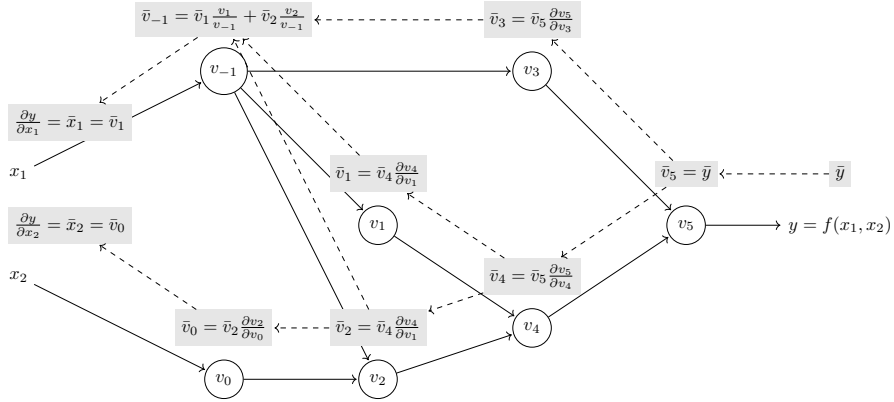 v̄₋₁ = v̄₁ v₁/v₋₁ + v̄₂ v₂/v₋₁
v̄₃ = v̄₅ ∂v₅/∂v₃
v₋₁
v₃
∂y/∂x₁ = x̄₁ = v̄₁
x₁
v̄₁ = v̄₄ ∂v₄/∂v₁
v̄₅ = ȳ
ȳ
∂y/∂x₂ = x̄₂ = v̄₀
v₁
v₅
y = f(x₁, x₂)
x₂
v̄₄ = v̄₅ ∂v₅/∂v₄
v̄₀ = v̄₂ ∂v₂/∂v₀
v̄₂ = v̄₄ ∂v₄/∂v₁
v₄
v₀
v₂